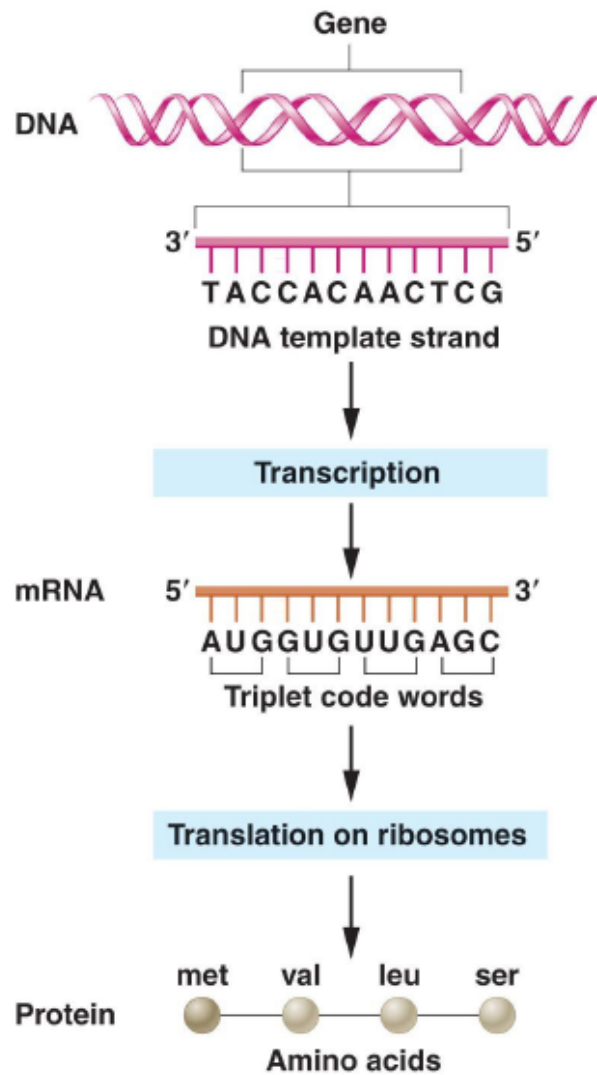 Gene
DNA
3′ 5′
TACCACAACTCG
DNA template strand
Transcription
mRNA 5′ 3′
AUGGUGUUGAGC
Triplet code words
Translation on ribosomes
met val leu ser
Protein
Amino acids